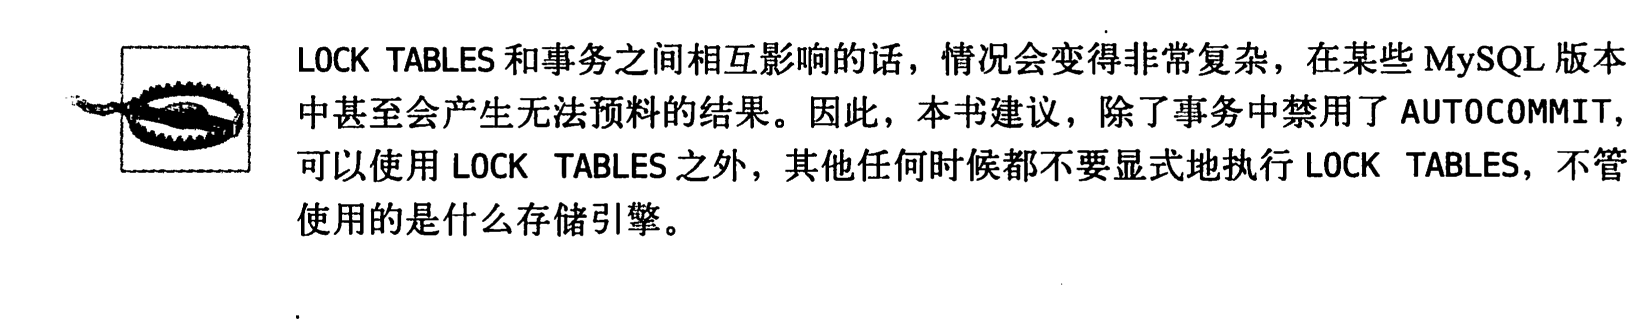 LOCK TABLES 和事务之间相互影响的话，情况会变得非常复杂，在某些 MySQL 版本
中甚至会产生无法预料的结果。因此，本书建议，除了事务中禁用了 AUTOCOMMIT，
可以使用 LOCK TABLES 之外，其他任何时候都不要显式地执行 LOCK TABLES，不管
使用的是什么存储引擎。